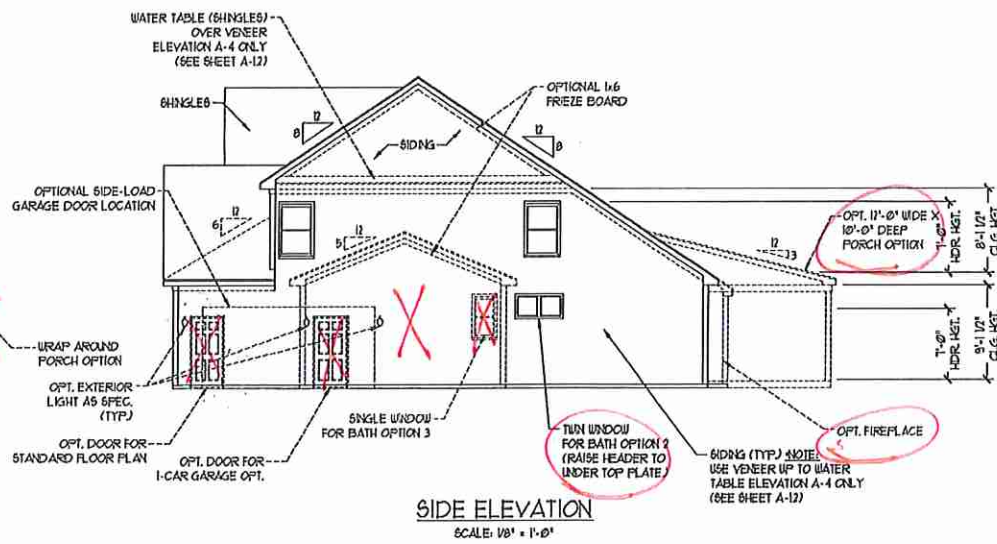 WATER TABLE (SHINGLES)
OVER VENEER
ELEVATION A-4 ONLY
(SEE SHEET A-12)
SHINGLES
12
8
OPTIONAL 1x6
FRIEZE BOARD
12
8
SIDING
OPTIONAL SIDE-LOAD
GARAGE DOOR LOCATION
12
6
12
5
OPT. 12'-0" WIDE X
10'-0" DEEP
PORCH OPTION
12
3
7'-0"
HDR. HGT.
8'-1 1/2"
CLG. HGT.
7'-0"
HDR. HGT.
9'-1 1/2"
CLG. HGT.
WRAP AROUND
PORCH OPTION
OPT. EXTERIOR
LIGHT AS SPEC.
(TYP.)
OPT. DOOR FOR
STANDARD FLOOR PLAN
OPT. DOOR FOR
1-CAR GARAGE OPT.
SINGLE WINDOW
FOR BATH OPTION 3
TWIN WINDOW
FOR BATH OPTION 2
(RAISE HEADER TO
UNDER TOP PLATE)
SIDING (TYP.) NOTE:
USE VENEER UP TO WATER
TABLE ELEVATION A-4 ONLY
(SEE SHEET A-12)
OPT. FIREPLACE
SIDE ELEVATION
SCALE: 1/8" = 1'-0"